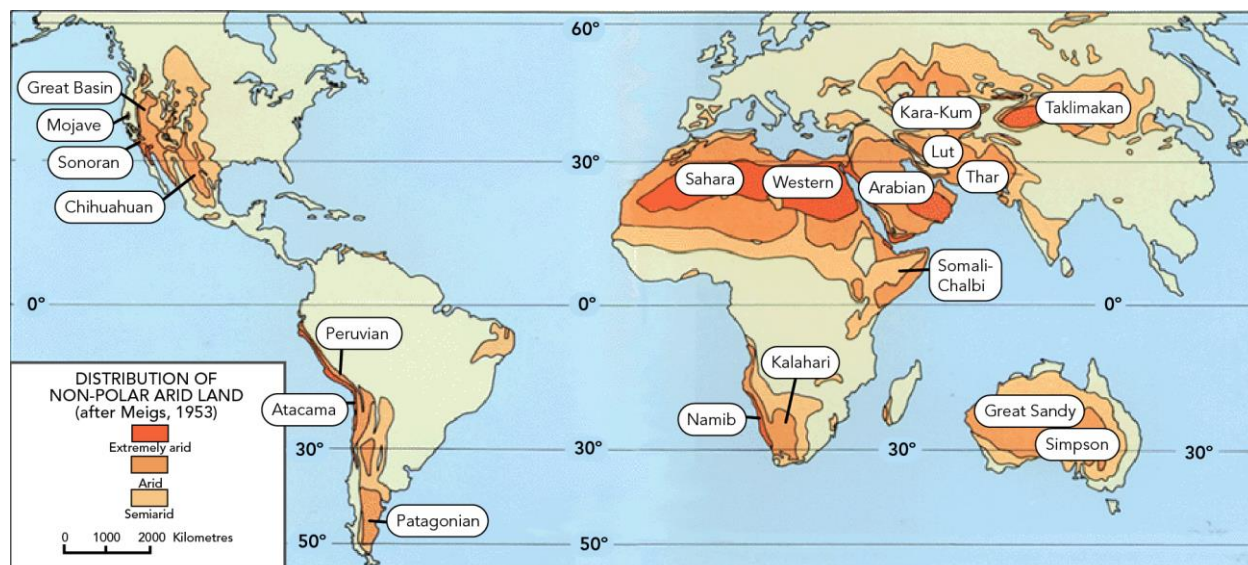 60°
60°
Great Basin
Mojave
Sonoran
Chihuahuan
Kara-Kum
Taklimakan
30°
30°
Lut
Sahara
Western
Arabian
Thar
Somali-
Chalbi
0°
0°
0°
Peruvian
Kalahari
Atacama
Namib
Great Sandy
Simpson
30°
30°
30°
30°
Patagonian
50°
50°
DISTRIBUTION OF
NON-POLAR ARID LAND
(after Meigs, 1953)
Extremely arid
Arid
Semiarid
0 1000 2000 Kilometres